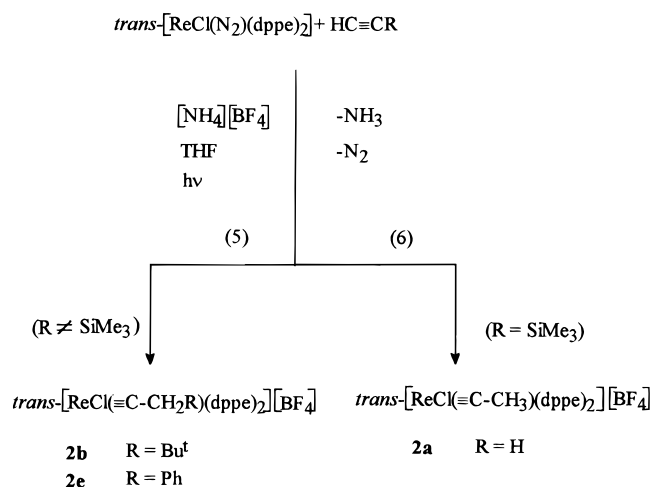 trans-[ReCl(N₂)(dppe)₂]+ HC≡CR
[NH₄][BF₄] -NH₃
THF -N₂
hν
(5) (6)
(R ≠ SiMe₃) (R = SiMe₃)
trans-[ReCl(≡C-CH₂R)(dppe)₂][BF₄] trans-[ReCl(≡C-CH₃)(dppe)₂][BF₄]
2b R = Buᵗ 2a R = H
2e R = Ph